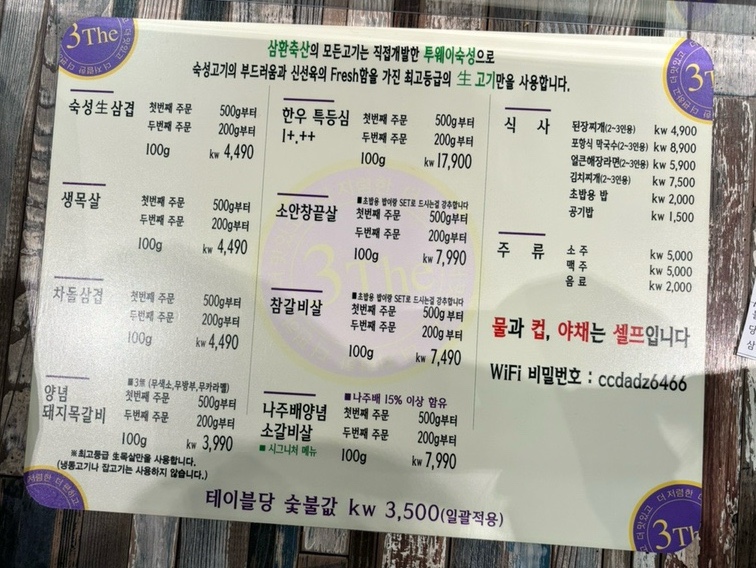 3The
삼환축산의 모든고기는 직접개발한 투웨이숙성으로
숙성고기의 부드러움과 신선육의 Fresh함을 가진 최고등급의 生 고기만을 사용합니다.
숙성生삼겹
첫번째 주문 500g부터
두번째 주문 200g부터
100g kw 4,490
생목살
첫번째 주문 500g부터
두번째 주문 200g부터
100g kw 4,490
차돌삼겹
첫번째 주문 500g부터
두번째 주문 200g부터
100g kw 4,490
양념
돼지목갈비
■3無 (무색소,무방부,무카라멜)
첫번째 주문 500g부터
두번째 주문 200g부터
100g kw 3,990
※최고등급 生목살만을 사용합니다.
(냉동고기나 잡고기는 사용하지 않습니다.)
한우 특등심
1+.++
첫번째 주문 500g부터
두번째 주문 200g부터
100g kw 17,900
소안창끝살
■초밥용 밥이랑 SET로 드시는걸 강추합니다
첫번째 주문 500g부터
두번째 주문 200g부터
100g kw 7,990
참갈비살
■초밥용 밥이랑 SET로 드시는걸 강추합니다
첫번째 주문 500g부터
두번째 주문 200g부터
100g kw 7,490
나주배양념
소갈비살
■시그니처 메뉴
■나주배 15% 이상 함유
첫번째 주문 500g부터
두번째 주문 200g부터
100g kw 7,990
식 사
된장찌개(2~3인용) kw 4,900
포항식 막국수(2~3인용) kw 8,900
얼큰해장라면(2~3인용) kw 5,900
김치찌개(2~3인용) kw 7,500
초밥용 밥 kw 2,000
공기밥 kw 1,500
주 류
소 주 kw 5,000
맥 주 kw 5,000
음 료 kw 2,000
물과 컵, 야채는 셀프입니다
WiFi 비밀번호 : ccdadz6466
테이블당 숯불값 kw 3,500(일괄적용)
3The